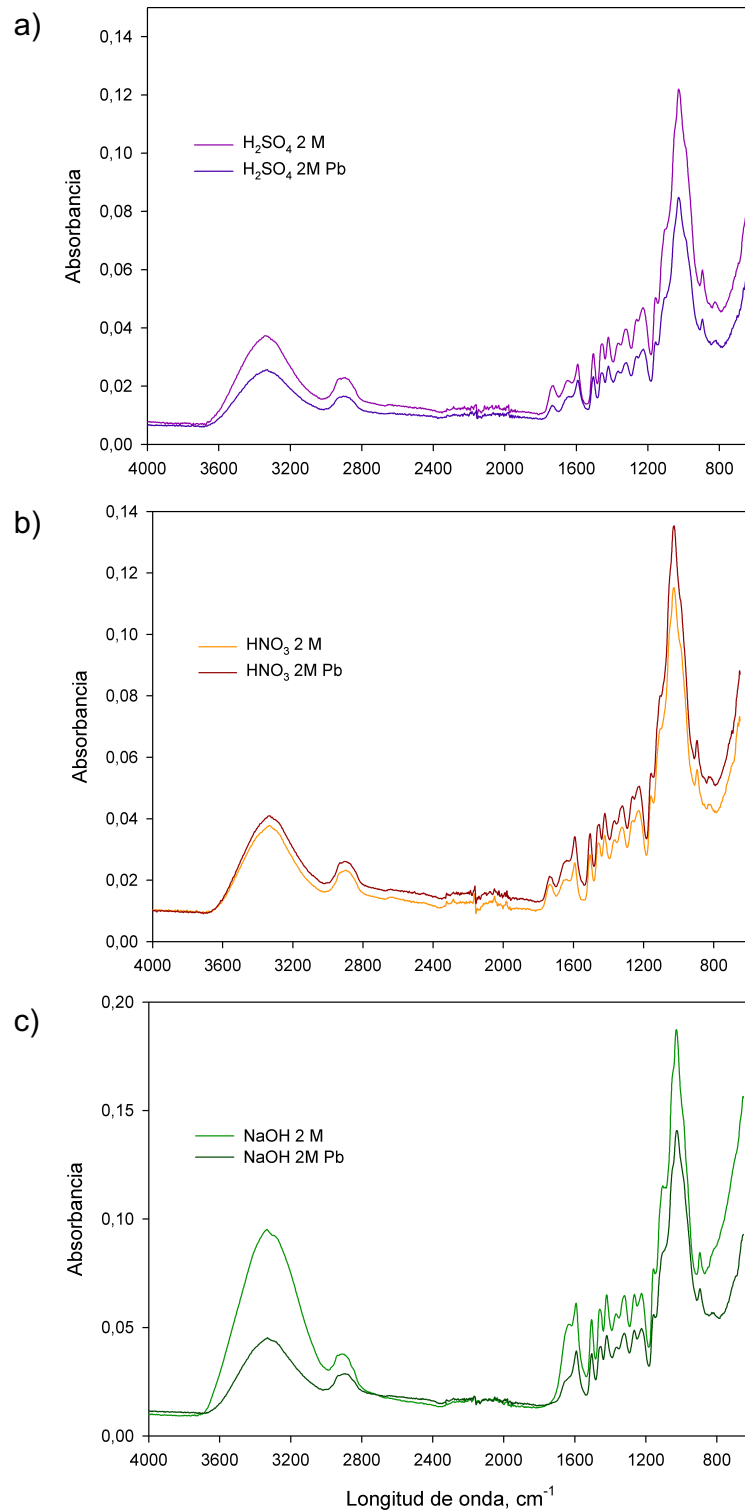 a)
0,14
0,12
0,10
0,08
0,06
0,04
0,02
0,00
Absorbancia
H₂SO₄ 2 M
H₂SO₄ 2M Pb
4000 3600 3200 2800 2400 2000 1600 1200 800
b)
0,14
0,12
0,10
0,08
0,06
0,04
0,02
0,00
Absorbancia
HNO₃ 2 M
HNO₃ 2M Pb
4000 3600 3200 2800 2400 2000 1600 1200 800
c)
0,20
0,15
0,10
0,05
0,00
Absorbancia
NaOH 2 M
NaOH 2M Pb
4000 3600 3200 2800 2400 2000 1600 1200 800
Longitud de onda, cm⁻¹